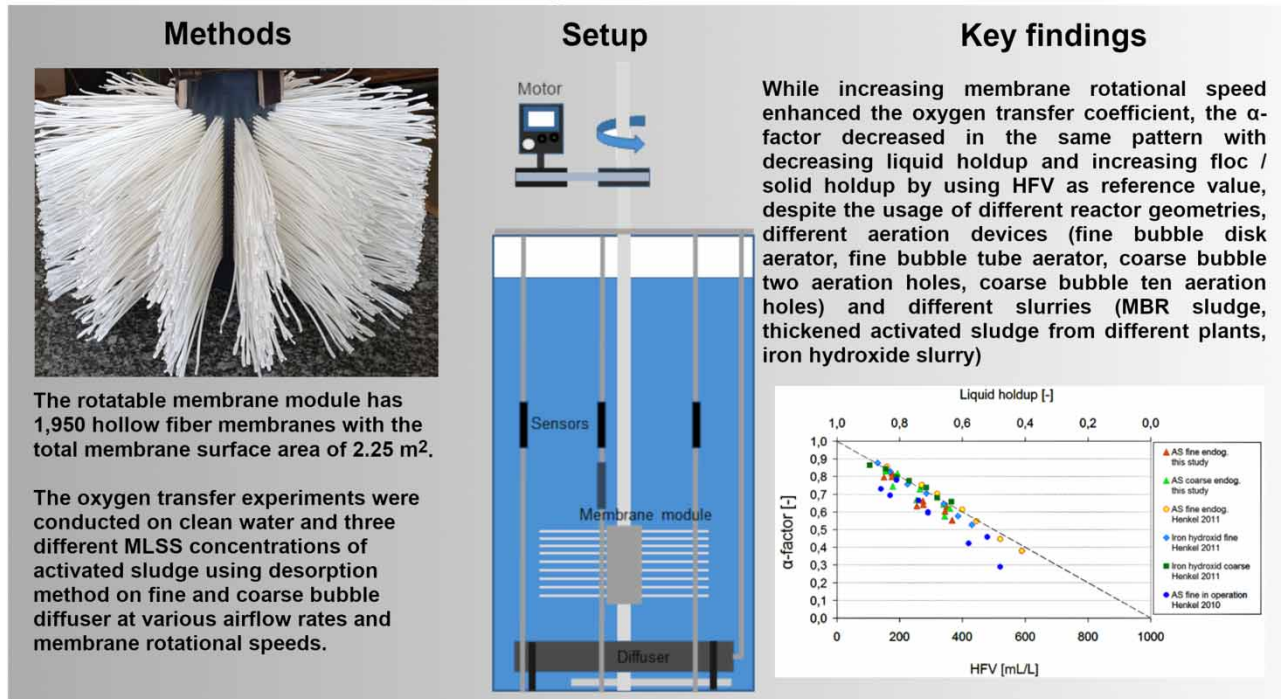 Methods
The rotatable membrane module has
1,950 hollow fiber membranes with the
total membrane surface area of 2.25 m².
The oxygen transfer experiments were
conducted on clean water and three
different MLSS concentrations of
activated sludge using desorption
method on fine and coarse bubble
diffuser at various airflow rates and
membrane rotational speeds.
Setup
Motor
Sensors
Membrane module
Diffuser
Key findings
While increasing membrane rotational speed
enhanced the oxygen transfer coefficient, the α-
factor decreased in the same pattern with
decreasing liquid holdup and increasing floc /
solid holdup by using HFV as reference value,
despite the usage of different reactor geometries,
different aeration devices (fine bubble disk
aerator, fine bubble tube aerator, coarse bubble
two aeration holes, coarse bubble ten aeration
holes) and different slurries (MBR sludge,
thickened activated sludge from different plants,
iron hydroxide slurry)
Liquid holdup [-]
1,0 0,8 0,6 0,4 0,2 0,0
α-factor [-]
1,0
0,9
0,8
0,7
0,6
0,5
0,4
0,3
0,2
0,1
0,0
0 200 400 600 800 1000
HFV [mL/L]
AS fine endog.
this study
AS coarse endog.
this study
AS fine endog.
Henkel 2011
Iron hydroxid fine
Henkel 2011
Iron hydroxid coarse
Henkel 2011
AS fine in operation
Henkel 2010